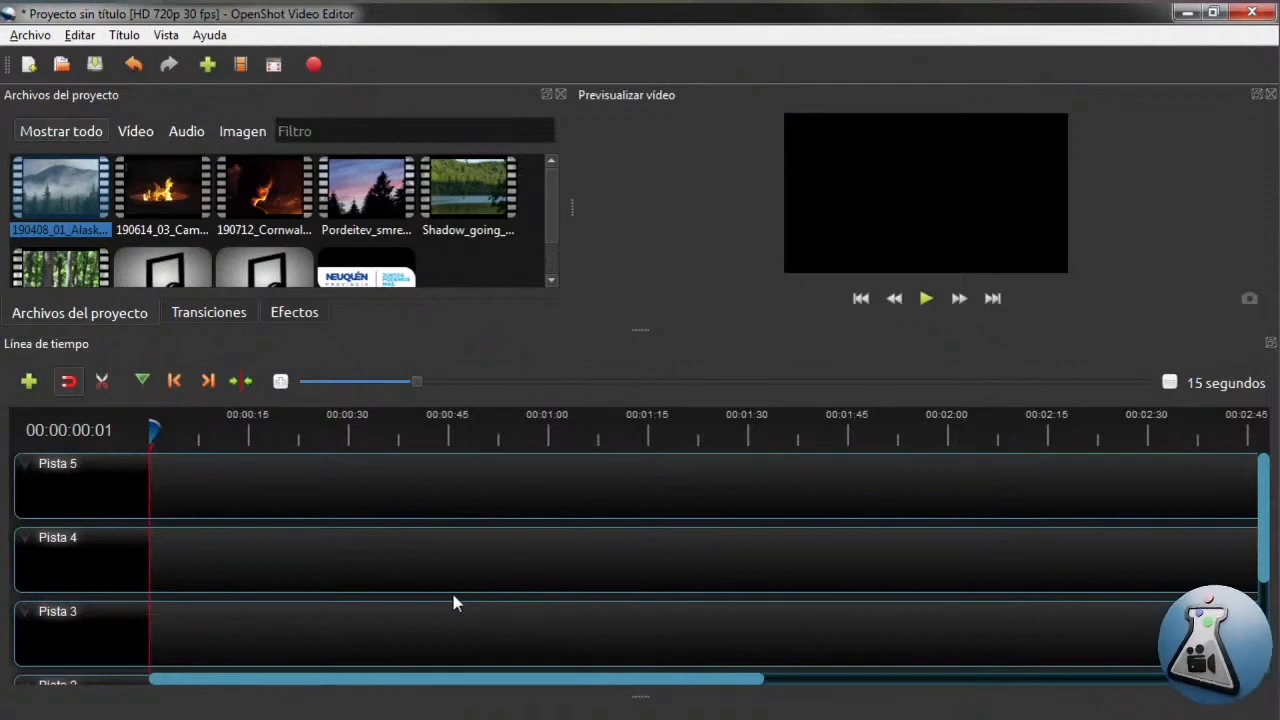 * Proyecto sin título [HD 720p 30 fps] - OpenShot Video Editor
Archivo Editar Título Vista Ayuda
Archivos del proyecto
Previsualizar vídeo
Mostrar todo Vídeo Audio Imagen Filtro
190408_01_Alask... 190614_03_Cam... 190712_Cornwal... Pordeitev_smre... Shadow_going_...
NEUQUÉN
PROVINCIA
JUNTOS
PODEMOS
MÁS
Archivos del proyecto Transiciones Efectos
Línea de tiempo
15 segundos
00:00:15 00:00:30 00:00:45 00:01:00 00:01:15 00:01:30 00:01:45 00:02:00 00:02:15 00:02:30 00:02:45
00:00:00:01
Pista 5
Pista 4
Pista 3
Pista 2